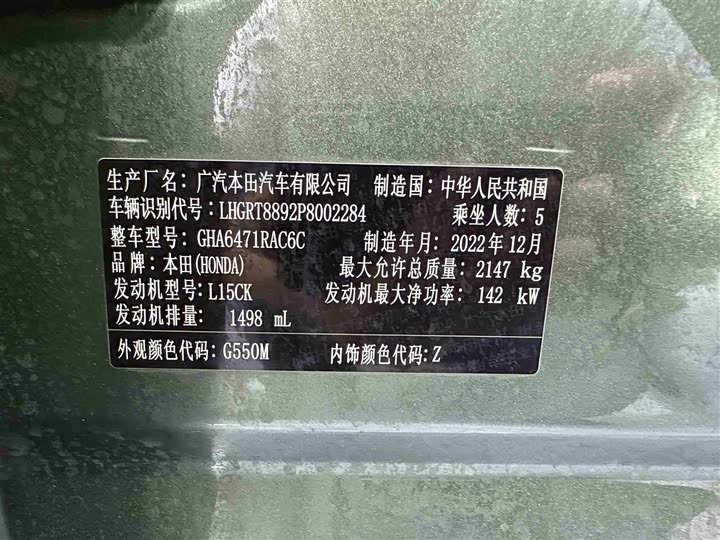 生产厂名：广汽本田汽车有限公司 制造国：中华人民共和国
车辆识别代号：LHGRT8892P8002284 乘坐人数：5
整车型号：GHA6471RAC6C 制造年月：2022年12月
品牌：本田(HONDA) 最大允许总质量：2147 kg
发动机型号：L15CK 发动机最大净功率：142 kW
发动机排量：1498 mL
外观颜色代码：G550M 内饰颜色代码：Z